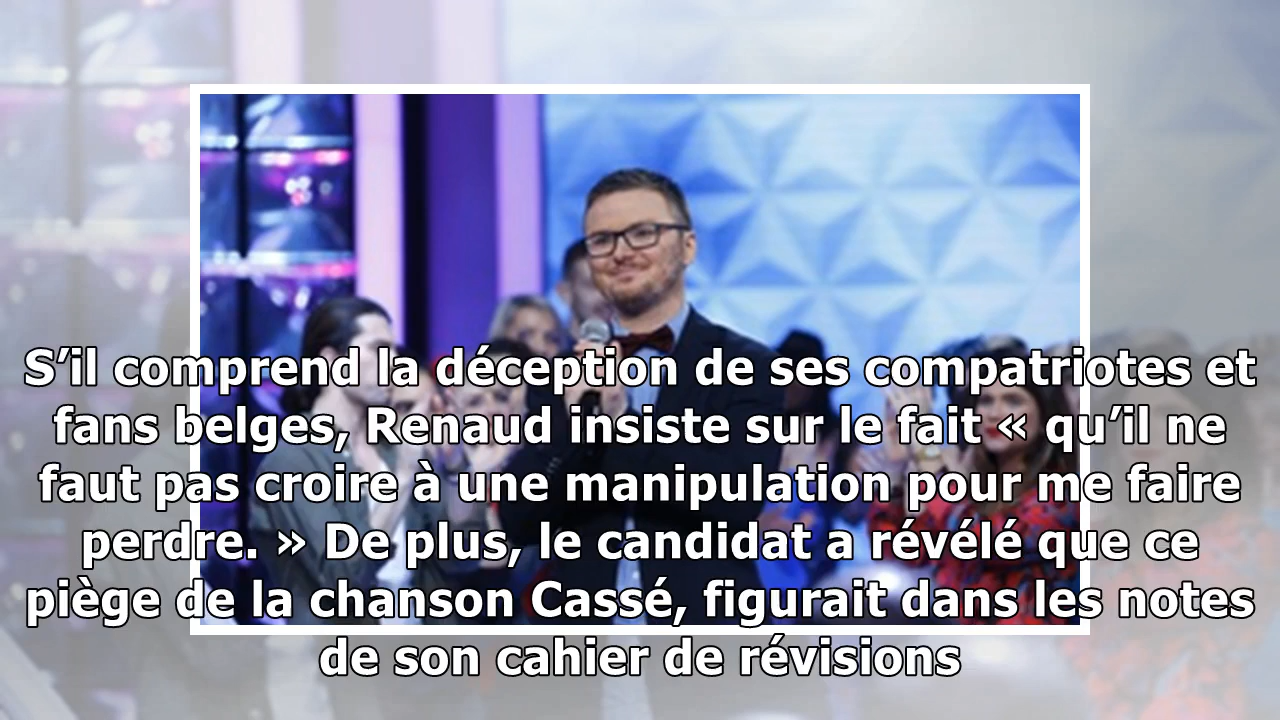 S’il comprend la déception de ses compatriotes et
fans belges, Renaud insiste sur le fait « qu’il ne
faut pas croire à une manipulation pour me faire
perdre. » De plus, le candidat a révélé que ce
piège de la chanson Cassé, figurait dans les notes
de son cahier de révisions